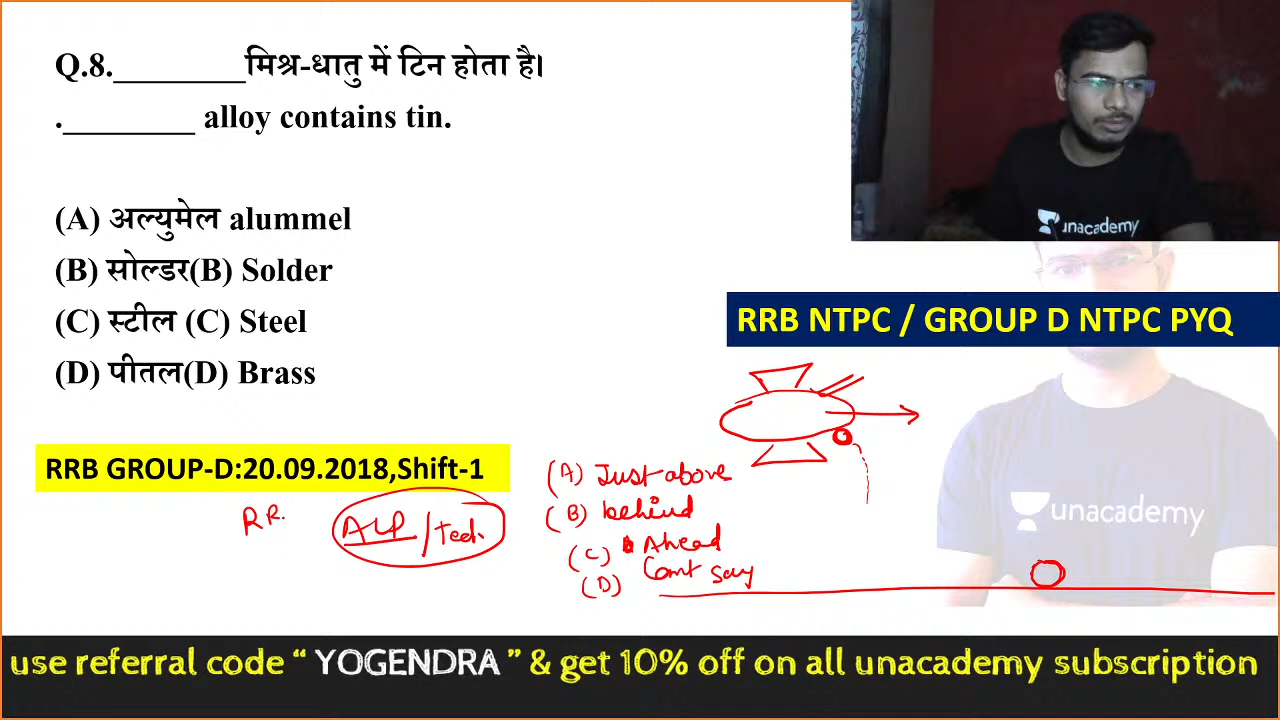 Q.8.________मिश्र-धातु में टिन होता है।
.________ alloy contains tin.
(A) अल्युमेल alummel
(B) सोल्डर(B) Solder
(C) स्टील (C) Steel
(D) पीतल(D) Brass
unacademy
RRB NTPC / GROUP D NTPC PYQ
RRB GROUP-D:20.09.2018,Shift-1
RR.
ALP/Tech.
(A) Just above
(B) behind
(C) Ahead
(D) Can't say
unacademy
use referral code “ YOGENDRA ” & get 10% off on all unacademy subscription